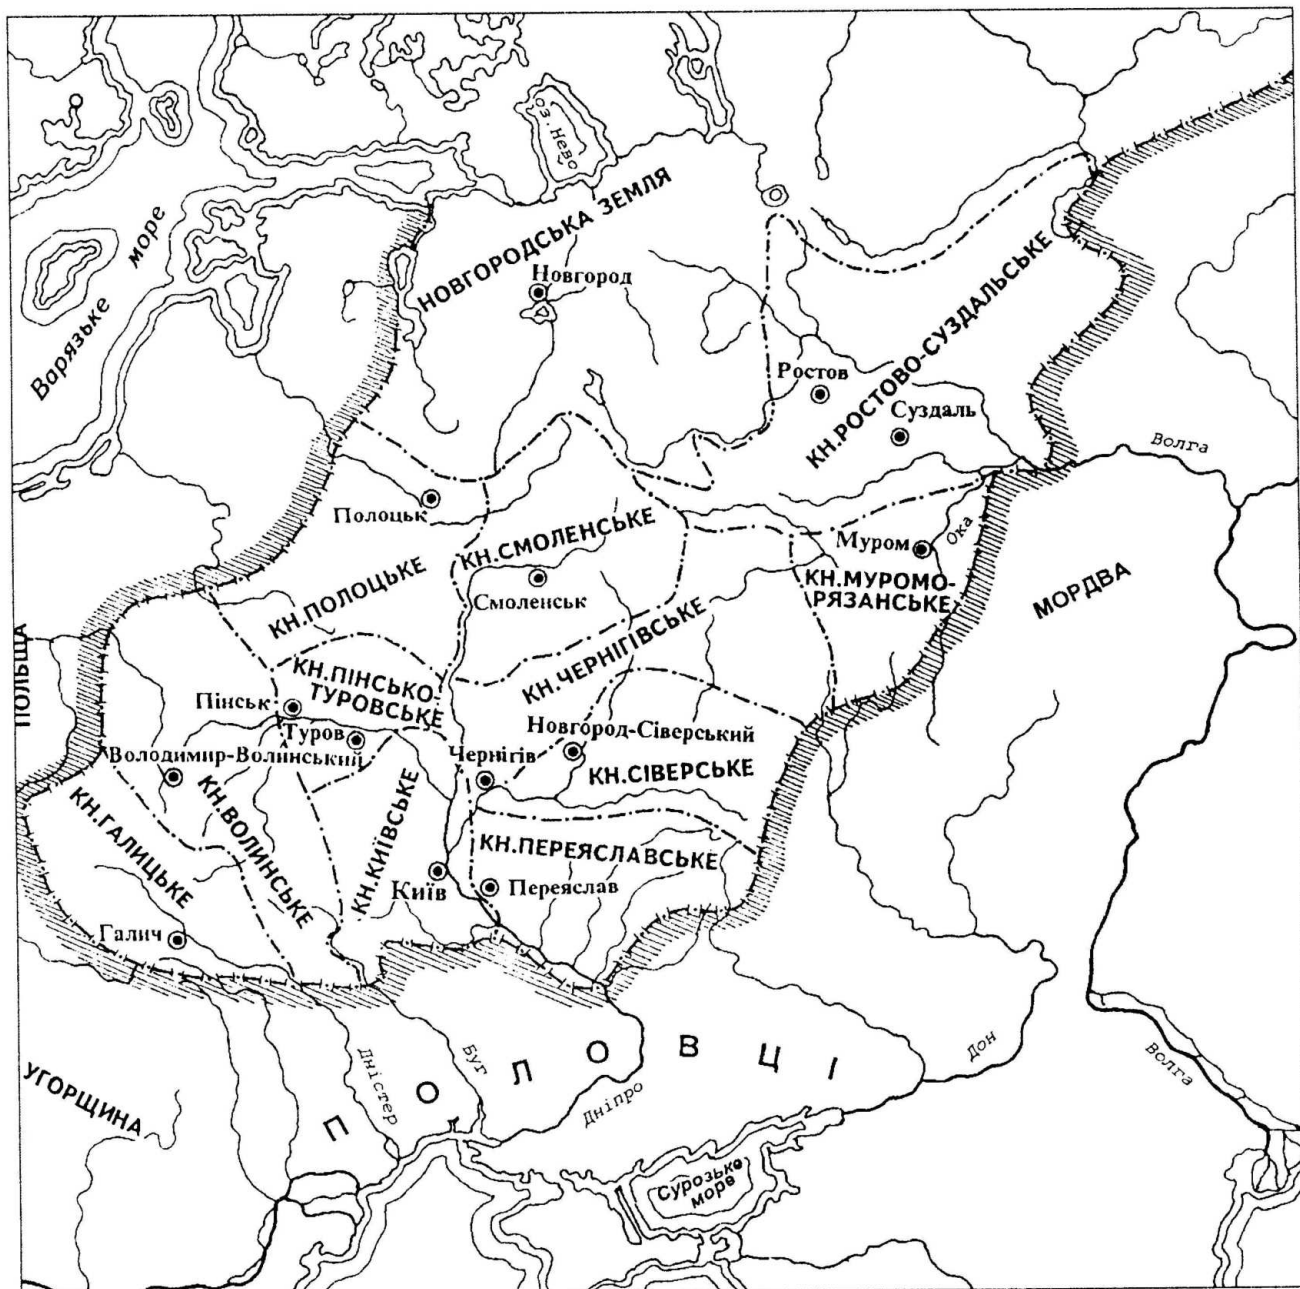 оз. Нево
НОВГОРОДСЬКА ЗЕМЛЯ
Варязьке море
Новгород
КН.РОСТОВО-СУЗДАЛЬСЬКЕ
Ростов
Суздаль
Волга
Полоцьк
КН.СМОЛЕНСЬКЕ
Смоленськ
КН.ПОЛОЦЬКЕ
Муром
Ока
КН.МУРОМО-
РЯЗАНСЬКЕ
МОРДВА
ПОЛЬЩА
КН.ЧЕРНІГІВСЬКЕ
КН.ПІНСЬКО-
ТУРОВСЬКЕ
Пінськ
Туров
Новгород-Сіверський
Володимир-Волинський
Чернігів
КН.СІВЕРСЬКЕ
КН.ГАЛИЦЬКЕ
КН.ВОЛИНСЬКЕ
КН.КИЇВСЬКЕ
КН.ПЕРЕЯСЛАВСЬКЕ
Київ
Переяслав
Галич
УГОРЩИНА
ПОЛОВЦІ
Дністер
Буг
Дніпро
Дон
Волга
Сурозьке
море